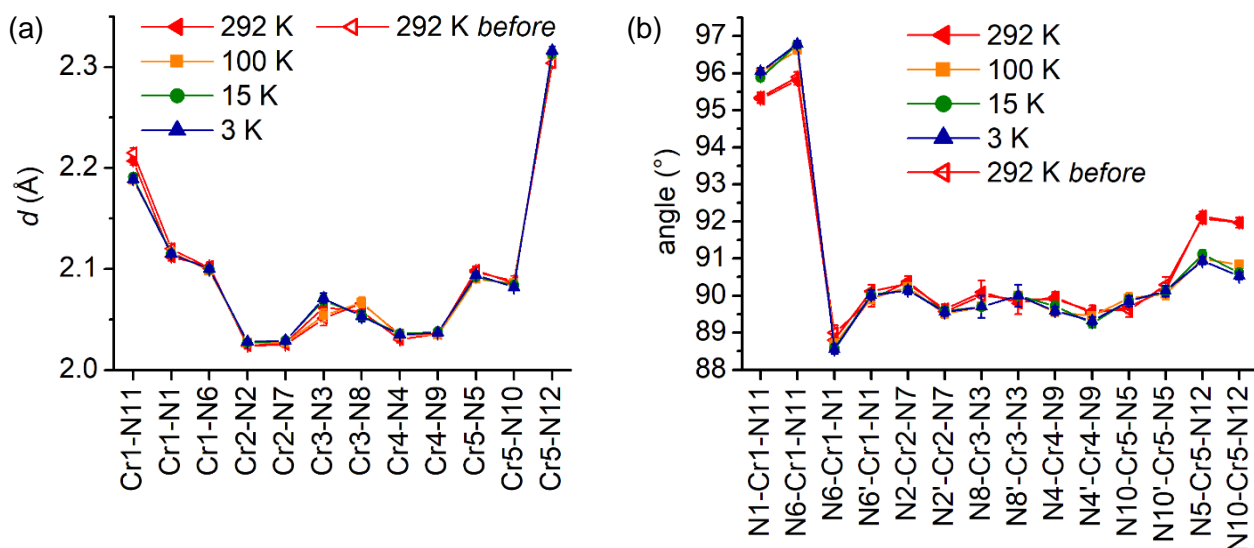 (a)
292 K
292 K before
100 K
15 K
3 K
2.3
2.2
2.1
2.0
d (Å)
Cr1-N11
Cr1-N1
Cr1-N6
Cr2-N2
Cr2-N7
Cr3-N3
Cr3-N8
Cr4-N4
Cr4-N9
Cr5-N5
Cr5-N10
Cr5-N12
(b)
292 K
100 K
15 K
3 K
292 K before
97
96
95
94
93
92
91
90
89
88
angle (°)
N1-Cr1-N11
N6-Cr1-N11
N6-Cr1-N1
N6'-Cr1-N1
N2-Cr2-N7
N2'-Cr2-N7
N8-Cr3-N3
N8'-Cr3-N3
N4-Cr4-N9
N4'-Cr4-N9
N10-Cr5-N5
N10'-Cr5-N5
N5-Cr5-N12
N10-Cr5-N12